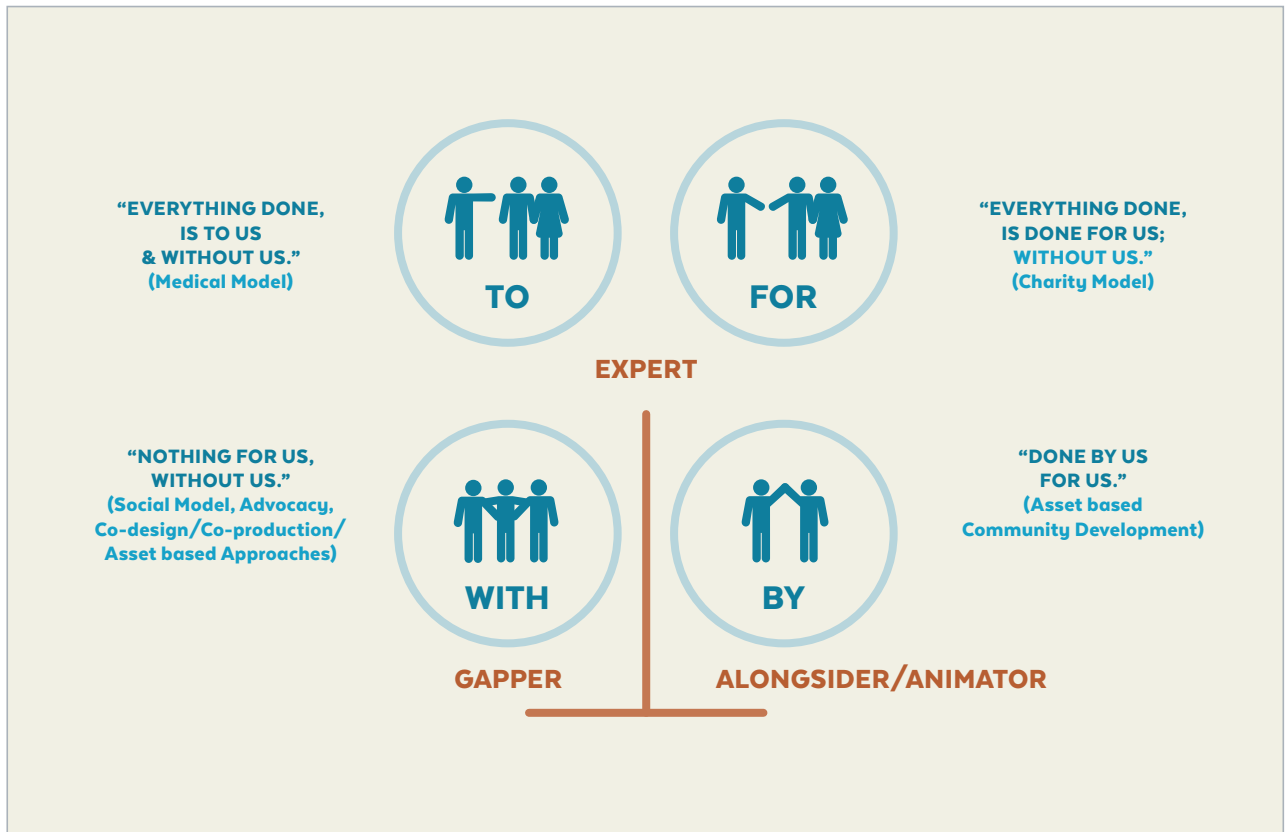 “EVERYTHING DONE,
IS TO US
& WITHOUT US.”
(Medical Model)
TO
FOR
“EVERYTHING DONE,
IS DONE FOR US;
WITHOUT US.”
(Charity Model)
EXPERT
“NOTHING FOR US,
WITHOUT US.”
(Social Model, Advocacy,
Co-design/Co-production/
Asset based Approaches)
WITH
BY
“DONE BY US
FOR US.”
(Asset based
Community Development)
GAPPER
ALONGSIDER/ANIMATOR